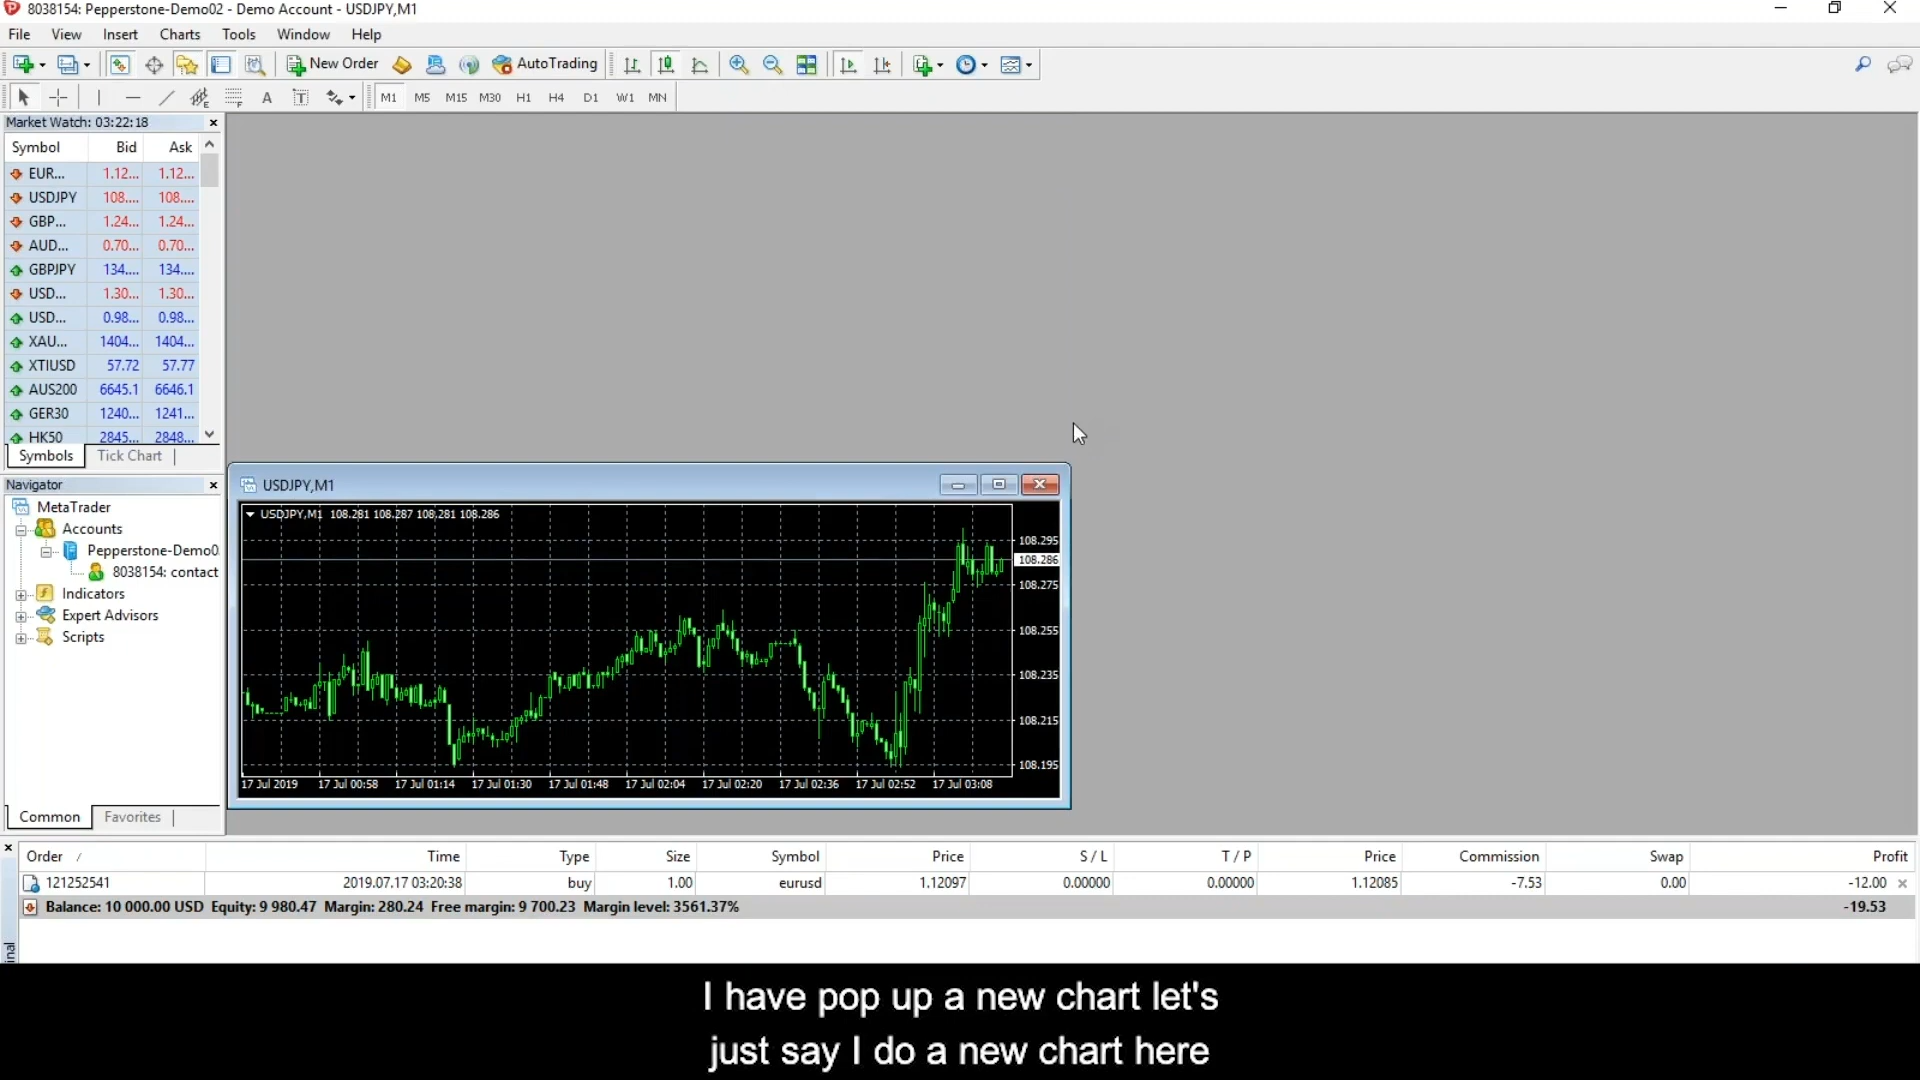 8038154: Pepperstone-Demo02 - Demo Account - USDJPY,M1
File View Insert Charts Tools Window Help
New Order AutoTrading
A T M1 M5 M15 M30 H1 H4 D1 W1 MN
Market Watch: 03:22:18
Symbol Bid Ask
EUR... 1.12... 1.12...
USDJPY 108.... 108....
GBP... 1.24... 1.24...
AUD... 0.70... 0.70...
GBPJPY 134.... 134....
USD... 1.30... 1.30...
USD... 0.98... 0.98...
XAU... 1404... 1404...
XTIUSD 57.72 57.77
AUS200 6645.1 6646.1
GER30 1240... 1241...
HK50 2845... 2848...
Symbols Tick Chart
Navigator
MetaTrader
Accounts
Pepperstone-Demo0
8038154: contact
Indicators
Expert Advisors
Scripts
Common Favorites
USDJPY,M1
USDJPY,M1 108.281 108.287 108.281 108.286
108.295
108.286
108.275
108.255
108.235
108.215
108.195
17 Jul 2019 17 Jul 00:58 17 Jul 01:14 17 Jul 01:30 17 Jul 01:48 17 Jul 02:04 17 Jul 02:20 17 Jul 02:36 17 Jul 02:52 17 Jul 03:08
Order / Time Type Size Symbol Price S / L T / P Price Commission Swap Profit
121252541 2019.07.17 03:20:38 buy 1.00 eurusd 1.12097 0.00000 0.00000 1.12085 -7.53 0.00 -12.00
Balance: 10 000.00 USD Equity: 9 980.47 Margin: 280.24 Free margin: 9 700.23 Margin level: 3561.37% -19.53
I have pop up a new chart let's
just say I do a new chart here